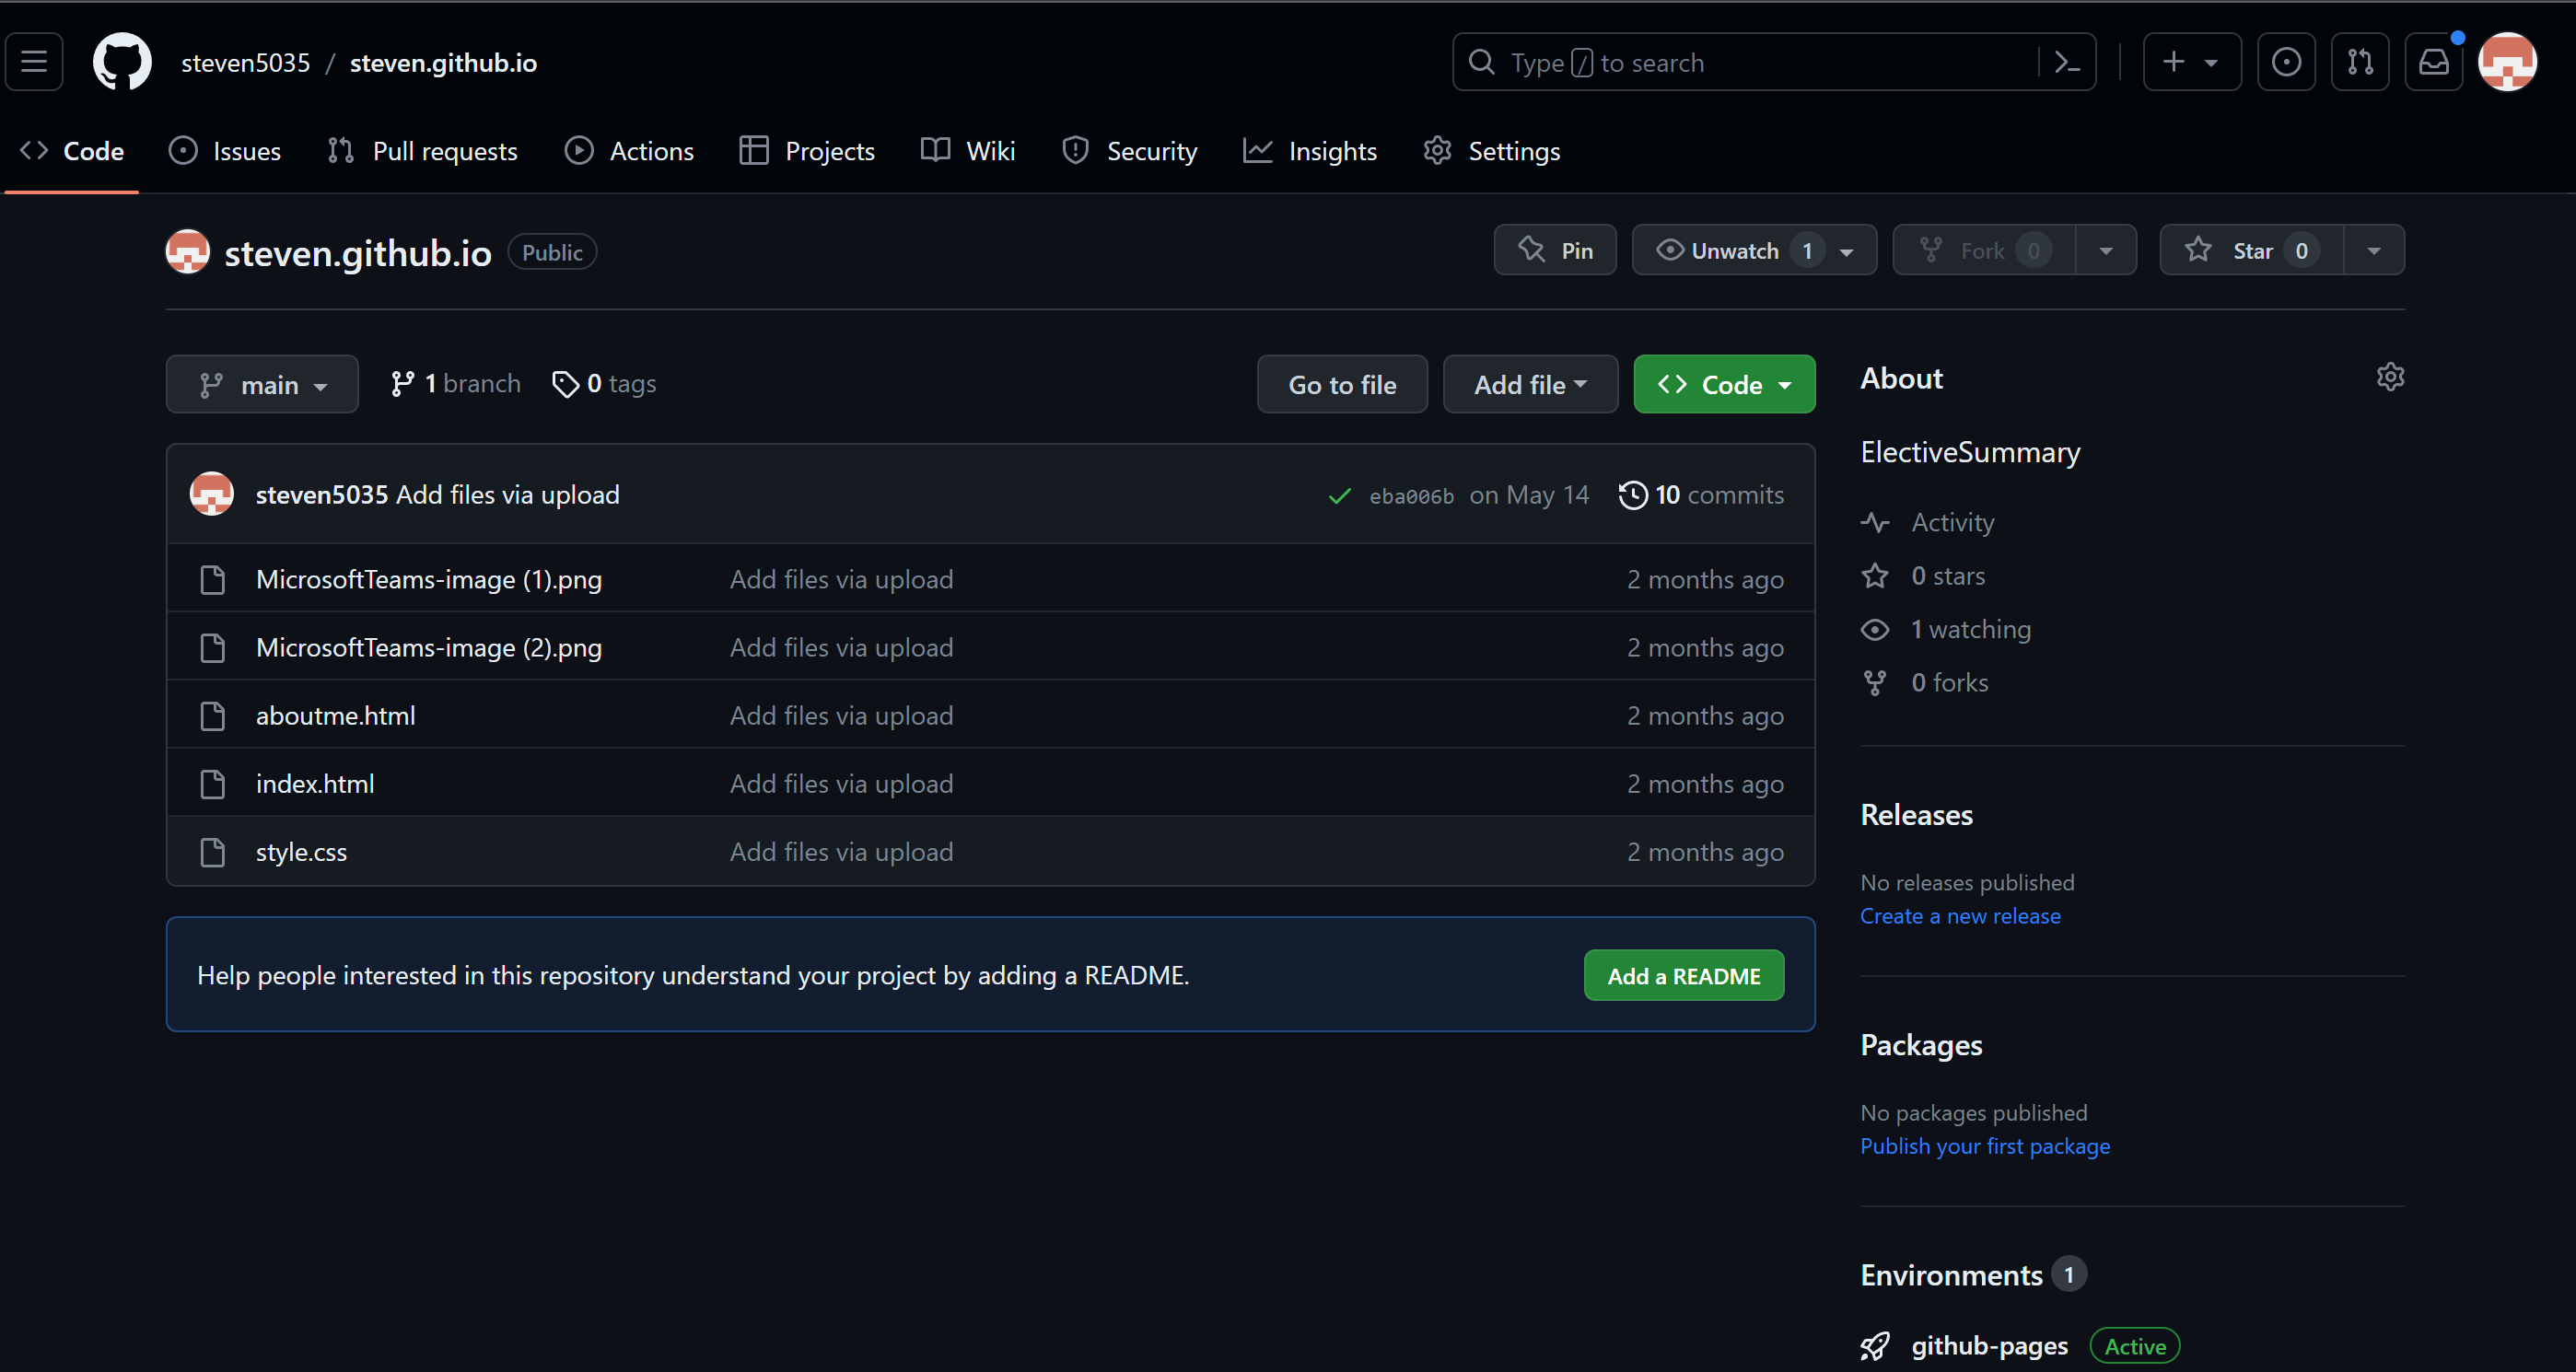 steven5035 / steven.github.io
Type / to search
Code Issues Pull requests Actions Projects Wiki Security Insights Settings
steven.github.io Public
Pin Unwatch 1 Fork 0 Star 0
main 1 branch 0 tags Go to file Add file Code
steven5035 Add files via upload eba006b on May 14 10 commits
MicrosoftTeams-image (1).png Add files via upload 2 months ago
MicrosoftTeams-image (2).png Add files via upload 2 months ago
aboutme.html Add files via upload 2 months ago
index.html Add files via upload 2 months ago
style.css Add files via upload 2 months ago
Help people interested in this repository understand your project by adding a README. Add a README
About
ElectiveSummary
Activity
0 stars
1 watching
0 forks
Releases
No releases published
Create a new release
Packages
No packages published
Publish your first package
Environments 1
github-pages Active